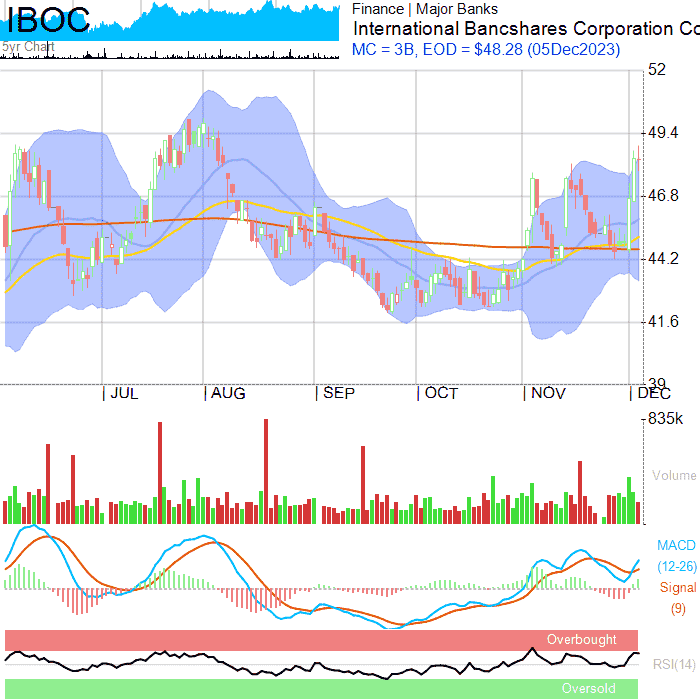 IBOC
5yr Chart
Finance | Major Banks
International Bancshares Corporation Co
MC = 3B, EOD = $48.28 (05Dec2023)
52
49.4
46.8
44.2
41.6
39
JUL
AUG
SEP
OCT
NOV
DEC
835k
Volume
MACD
(12-26)
Signal
(9)
Overbought
RSI(14)
Oversold